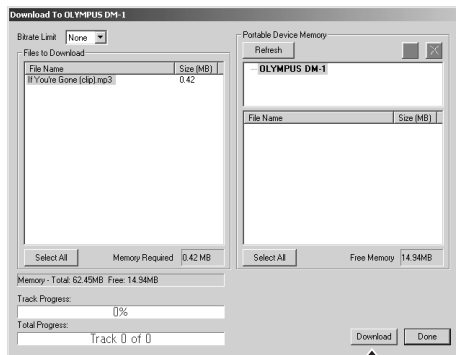 Download To OLYMPUS DM-1
Bitrate Limit None
Files to Download
File Name Size (MB)
If You're Gone (clip).mp3 0.42
Select All Memory Required 0.42 MB
Memory - Total: 62.45MB Free: 14.94MB
Track Progress:
0%
Total Progress:
Track 0 of 0
Portable Device Memory
Refresh
OLYMPUS DM-1
File Name Size (MB)
Select All Free Memory 14.94MB
Download Done